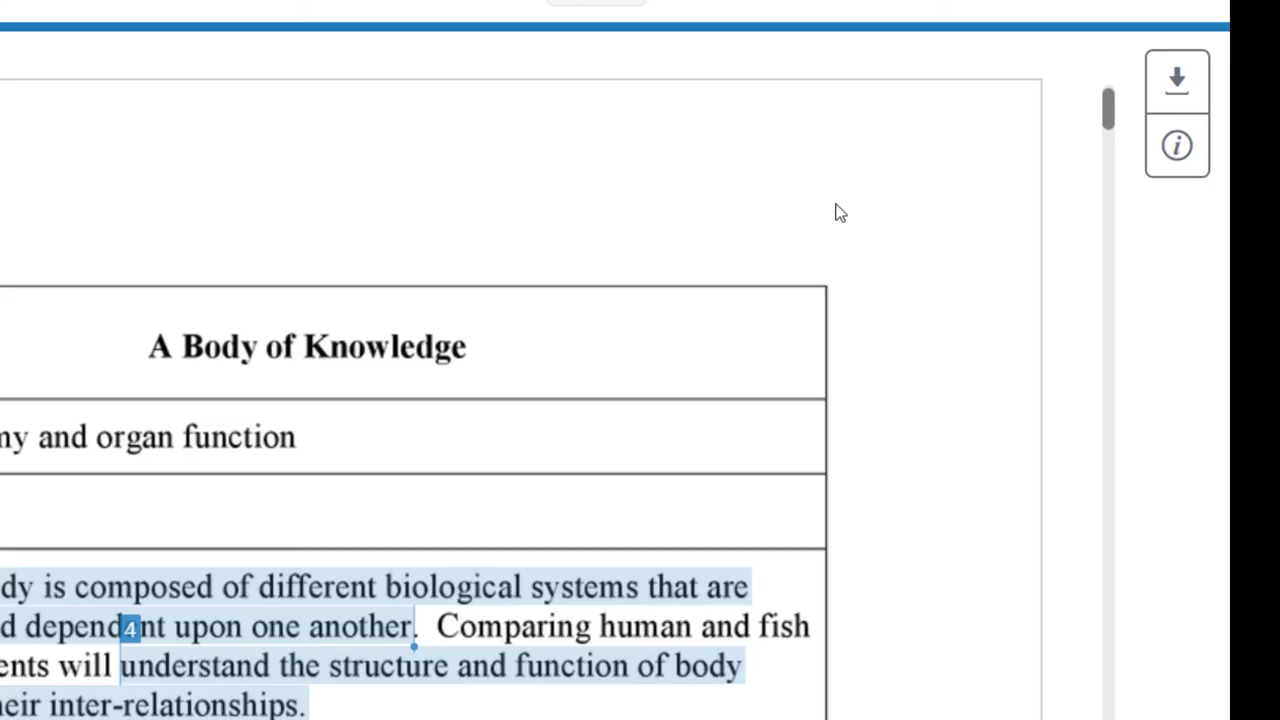 A Body of Knowledge
my and organ function
dy is composed of different biological systems that are
d depend4nt upon one another. Comparing human and fish
ents will understand the structure and function of body
heir inter-relationships.